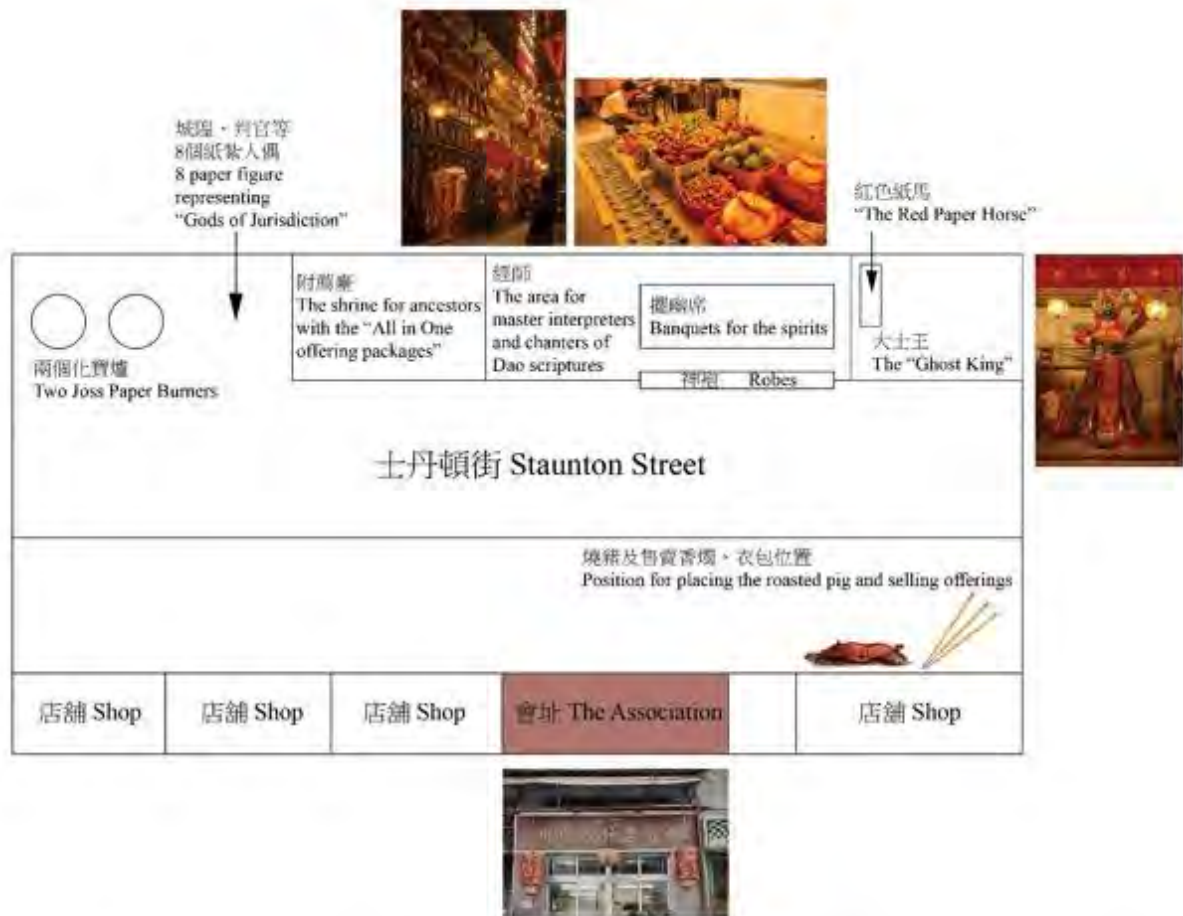 城隍、判官等
8個紙紮人偶
8 paper figure
representing
“Gods of Jurisdiction”
紅色紙馬
“The Red Paper Horse”
兩個化寶爐
Two Joss Paper Burners
附薦臺
The shrine for ancestors
with the “All in One
offering packages”
經師
The area for
master interpreters
and chanters of
Dao scriptures
擺幽席
Banquets for the spirits
神袍 Robes
大士王
The “Ghost King”
士丹頓街 Staunton Street
燒豬及售賣香燭、衣包位置
Position for placing the roasted pig and selling offerings
店舖 Shop
店舖 Shop
店舖 Shop
會址 The Association
店舖 Shop